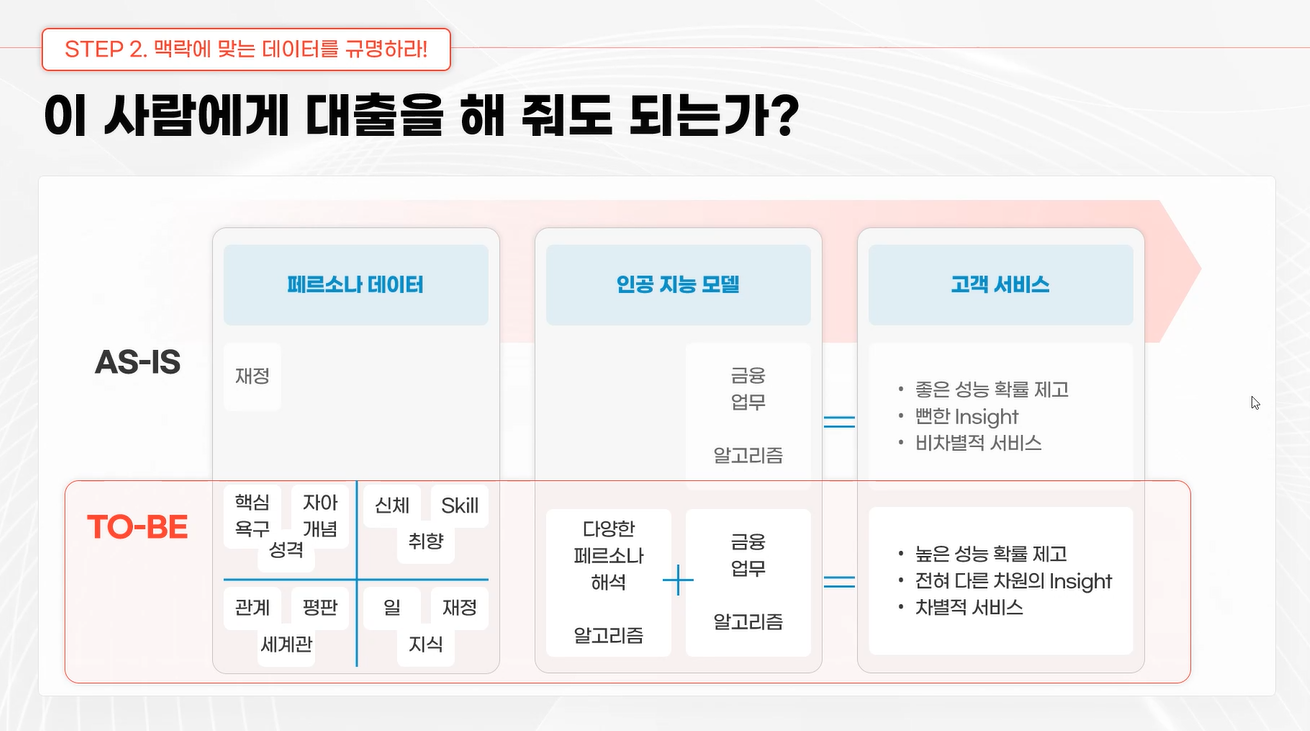 STEP 2. 맥락에 맞는 데이터를 규명하라!
이 사람에게 대출을 해 줘도 되는가?
페르소나 데이터
인공 지능 모델
고객 서비스
AS-IS
재정
금융
업무
알고리즘
• 좋은 성능 확률 제고
• 뻔한 Insight
• 비차별적 서비스
TO-BE
핵심
욕구
자아
개념
성격
신체
Skill
취향
관계
평판
세계관
일
재정
지식
다양한
페르소나
해석
알고리즘
+
금융
업무
알고리즘
=
• 높은 성능 확률 제고
• 전혀 다른 차원의 Insight
• 차별적 서비스